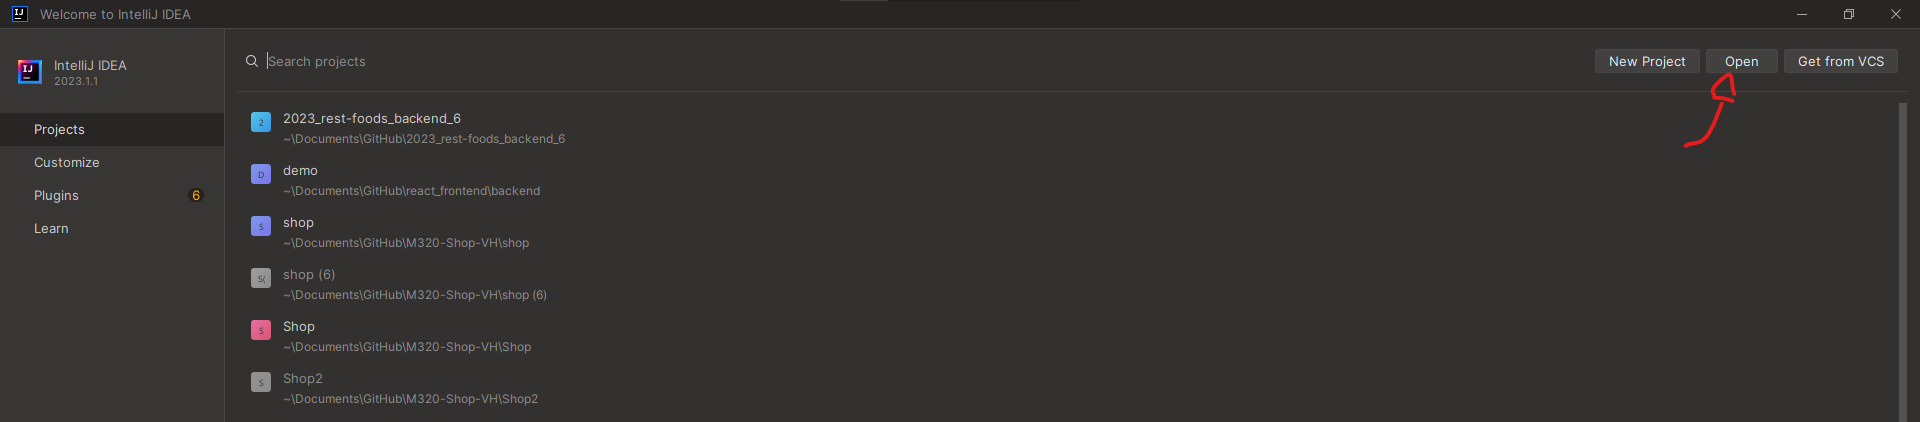 Welcome to IntelliJ IDEA
IntelliJ IDEA
2023.1.1
Projects
Customize
Plugins 6
Learn
Search projects
New Project Open Get from VCS
2023_rest-foods_backend_6
~\Documents\GitHub\2023_rest-foods_backend_6
demo
~\Documents\GitHub\react_frontend\backend
shop
~\Documents\GitHub\M320-Shop-VH\shop
shop (6)
~\Documents\GitHub\M320-Shop-VH\shop (6)
Shop
~\Documents\GitHub\M320-Shop-VH\Shop
Shop2
~\Documents\GitHub\M320-Shop-VH\Shop2